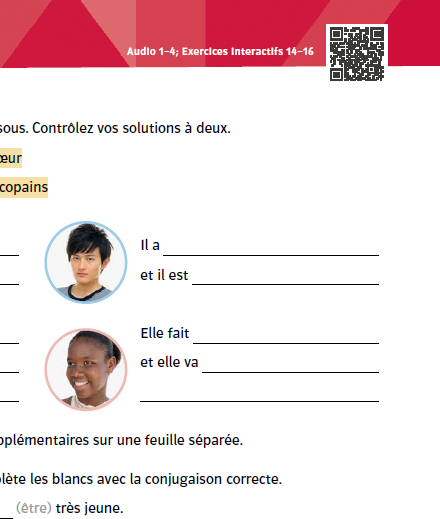 Audio 1–4; Exercices Interactifs 14–16
sous. Contrôlez vos solutions à deux.
œur
copains
Il a
et il est
Elle fait
et elle va
pplémentaires sur une feuille séparée.
plète les blancs avec la conjugaison correcte.
(être) très jeune.